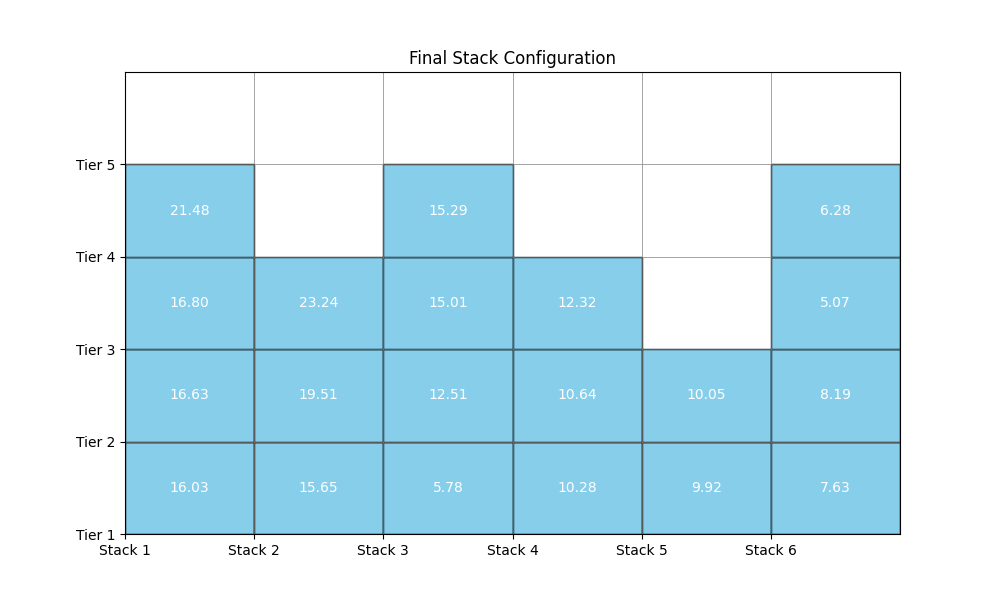 Final Stack Configuration
Tier 5
21.48 15.29 6.28
Tier 4
16.80 23.24 15.01 12.32 5.07
Tier 3
16.63 19.51 12.51 10.64 10.05 8.19
Tier 2
16.03 15.65 5.78 10.28 9.92 7.63
Tier 1
Stack 1 Stack 2 Stack 3 Stack 4 Stack 5 Stack 6